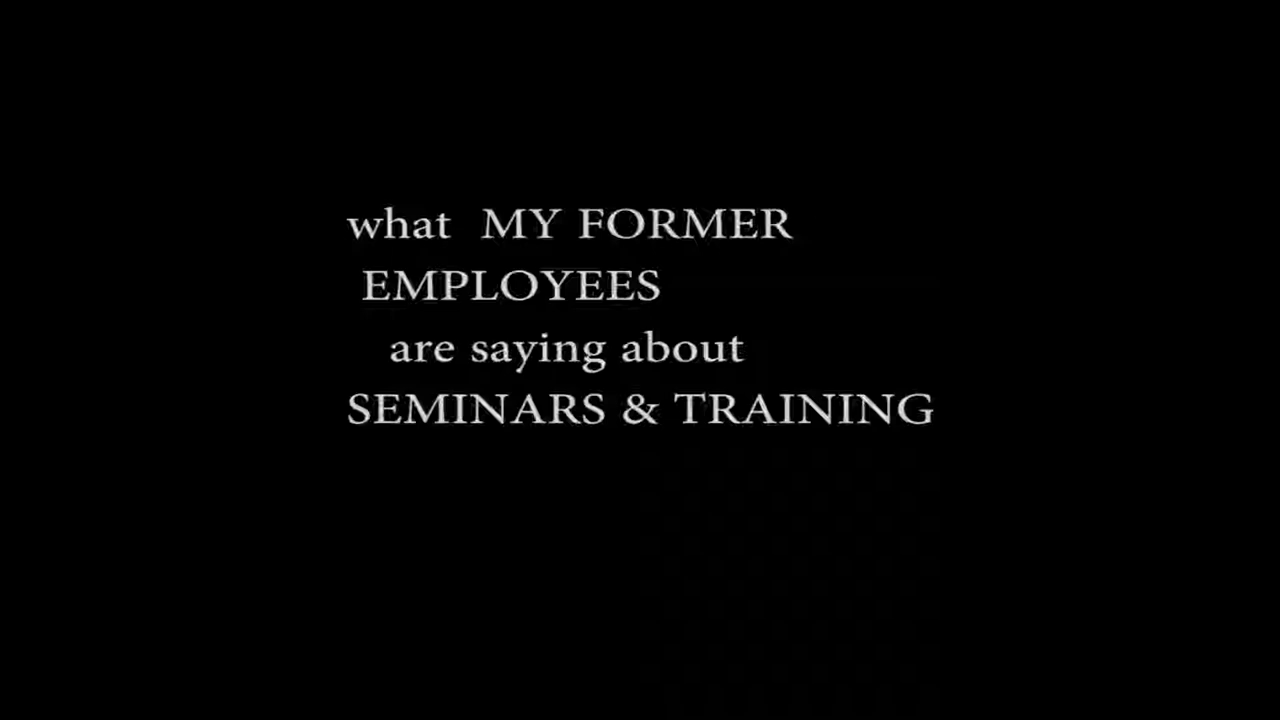 what MY FORMER
EMPLOYEES
are saying about
SEMINARS & TRAINING